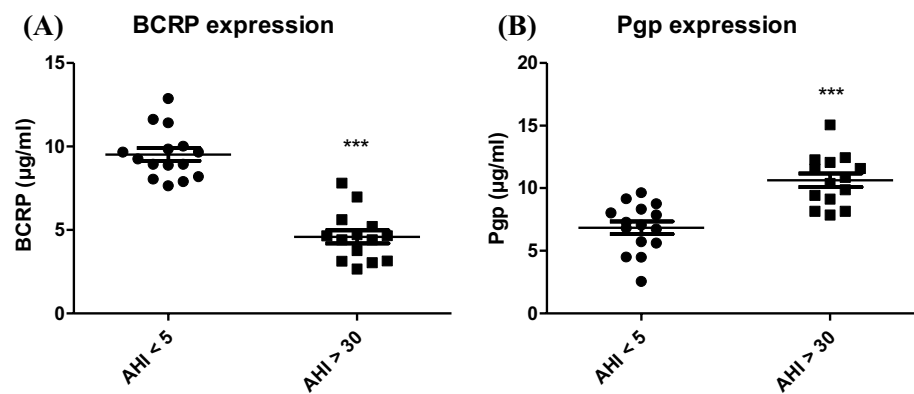 (A) BCRP expression
15
10
5
0
BCRP (µg/ml)
***
AHI < 5
AHI > 30
(B) Pgp expression
20
15
10
5
0
Pgp (µg/ml)
***
AHI < 5
AHI > 30